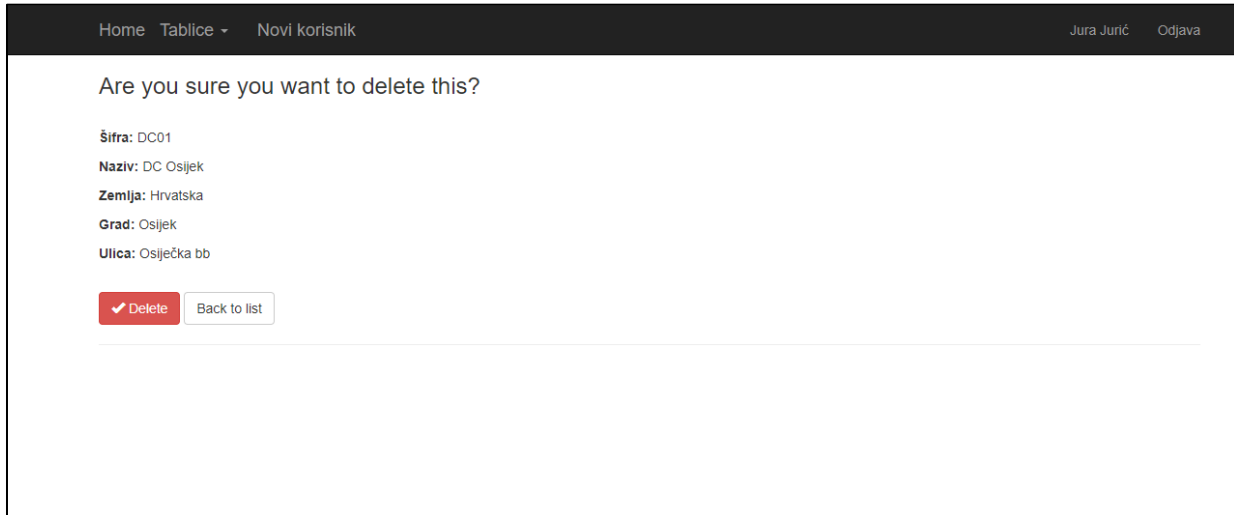 Home Tablice Novi korisnik Jura Jurić Odjava
Are you sure you want to delete this?
Šifra: DC01
Naziv: DC Osijek
Zemlja: Hrvatska
Grad: Osijek
Ulica: Osiječka bb
Delete Back to list